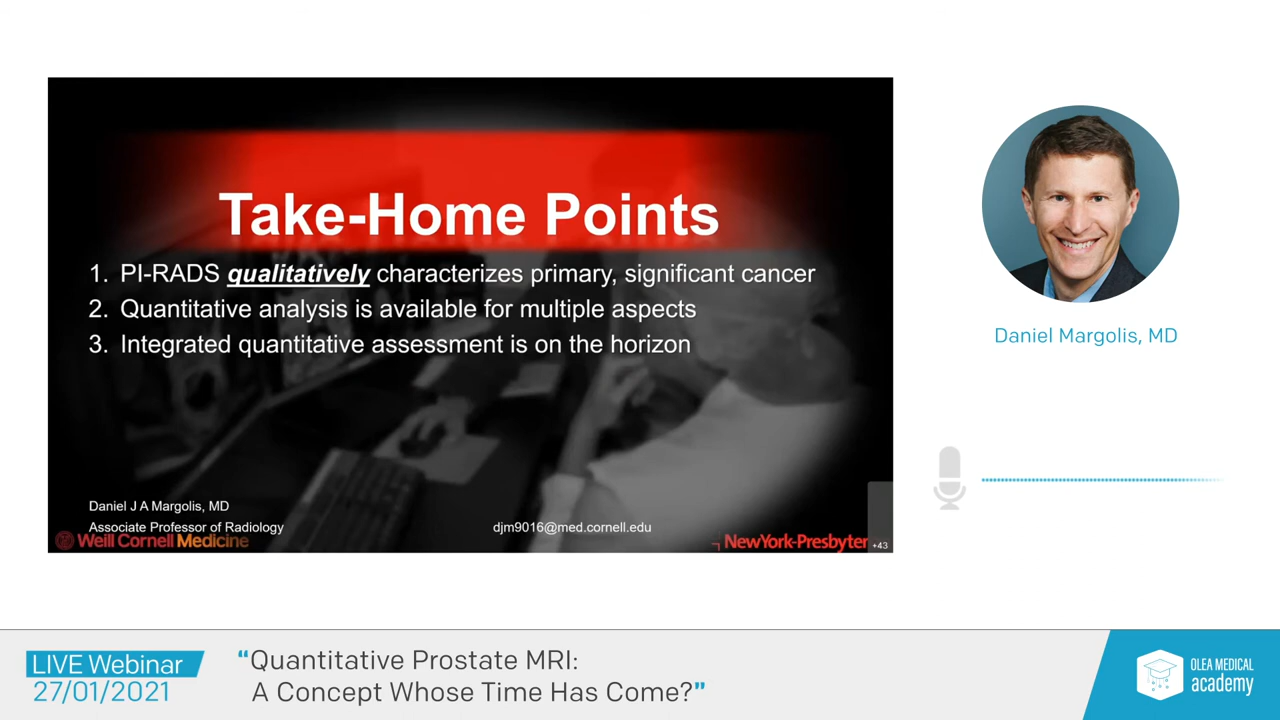 Take-Home Points
1. PI-RADS qualitatively characterizes primary, significant cancer
2. Quantitative analysis is available for multiple aspects
3. Integrated quantitative assessment is on the horizon
Daniel J A Margolis, MD
Associate Professor of Radiology
djm9016@med.cornell.edu
Weill Cornell Medicine
NewYork-Presbyter
+43
Daniel Margolis, MD
LIVE Webinar
27/01/2021
“Quantitative Prostate MRI:
A Concept Whose Time Has Come?”
OLEA MEDICAL
academy